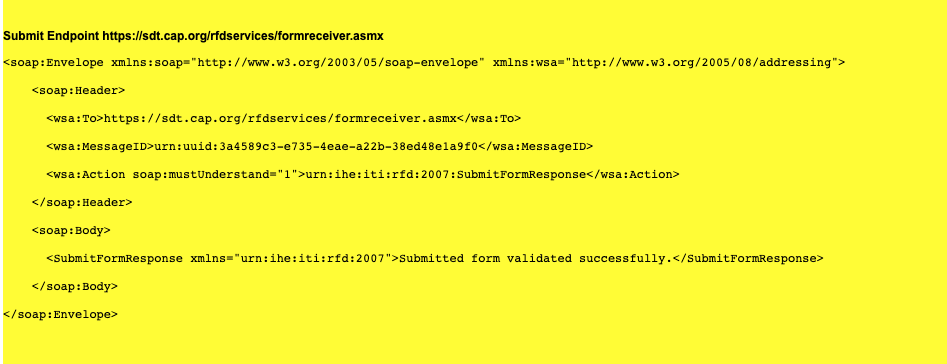 Submit Endpoint https://sdt.cap.org/rfdservices/formreceiver.asmx
<soap:Envelope xmlns:soap="http://www.w3.org/2003/05/soap-envelope" xmlns:wsa="http://www.w3.org/2005/08/addressing">
<soap:Header>
<wsa:To>https://sdt.cap.org/rfdservices/formreceiver.asmx</wsa:To>
<wsa:MessageID>urn:uuid:3a4589c3-e735-4eae-a22b-38ed48e1a9f0</wsa:MessageID>
<wsa:Action soap:mustUnderstand="1">urn:ihe:iti:rfd:2007:SubmitFormResponse</wsa:Action>
</soap:Header>
<soap:Body>
<SubmitFormResponse xmlns="urn:ihe:iti:rfd:2007">Submitted form validated successfully.</SubmitFormResponse>
</soap:Body>
</soap:Envelope>